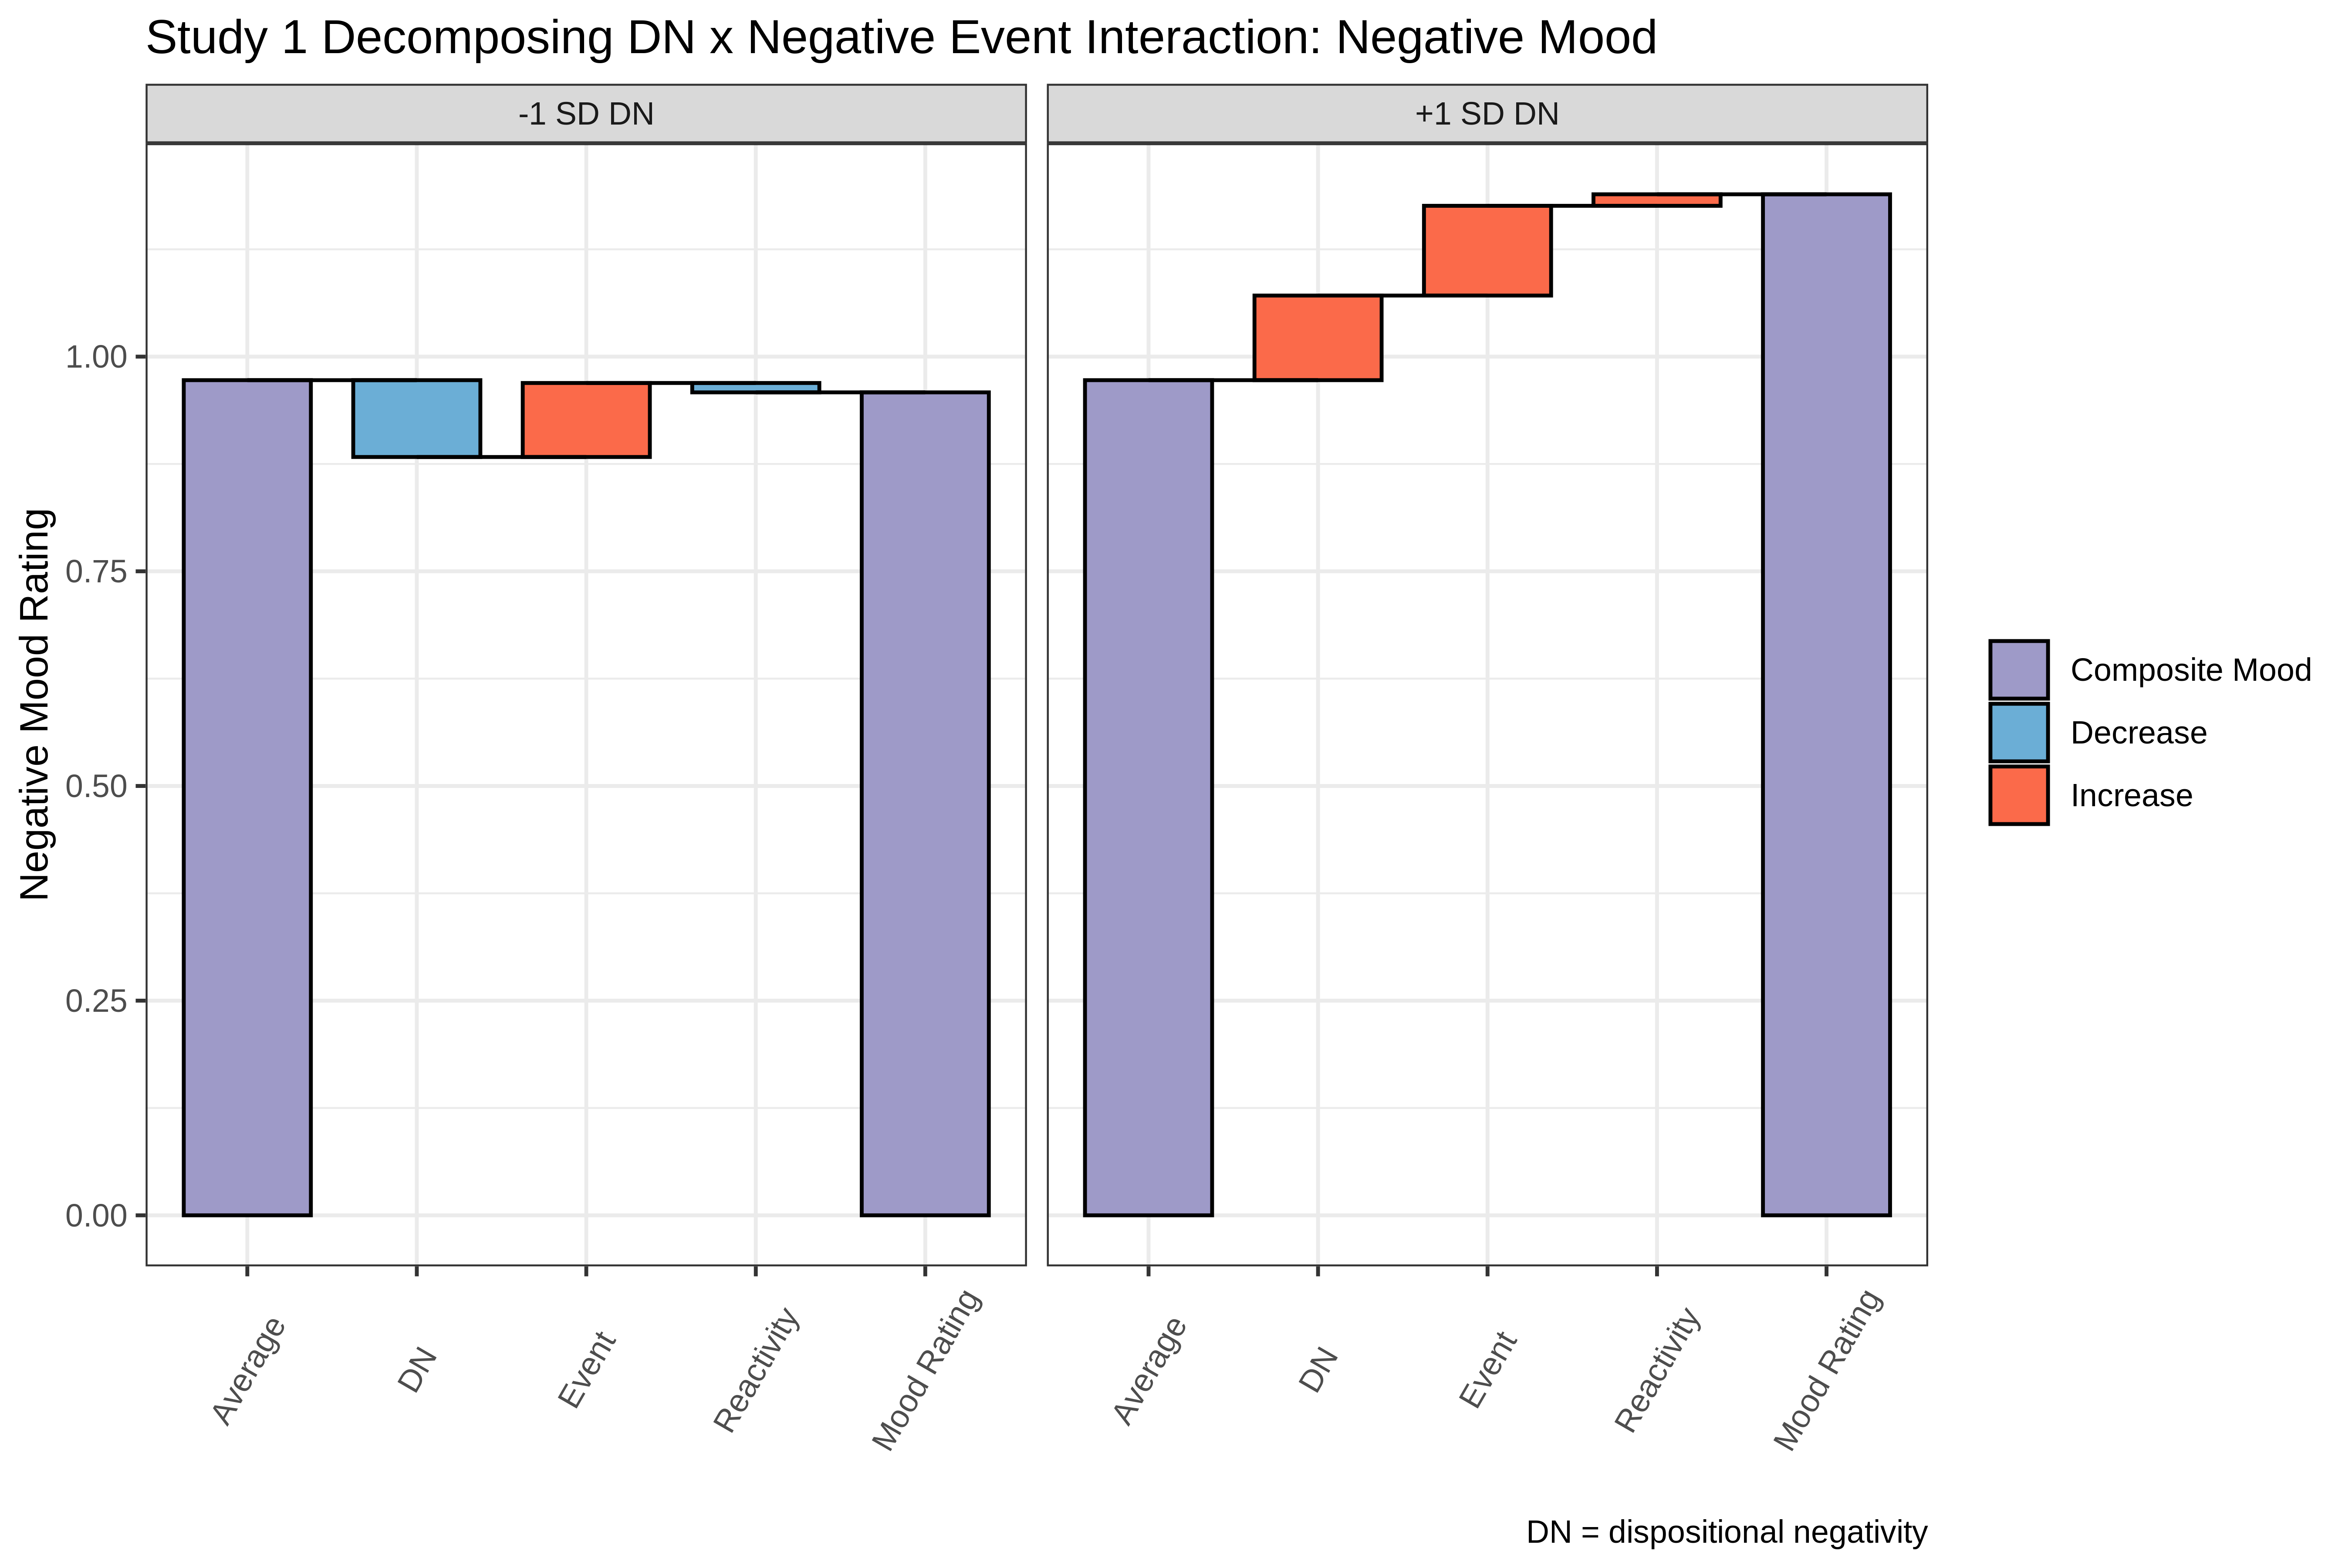 Study 1 Decomposing DN x Negative Event Interaction: Negative Mood
-1 SD DN
+1 SD DN
Negative Mood Rating
1.00
0.75
0.50
0.25
0.00
Average
DN
Event
Reactivity
Mood Rating
Average
DN
Event
Reactivity
Mood Rating
Composite Mood
Decrease
Increase
DN = dispositional negativity